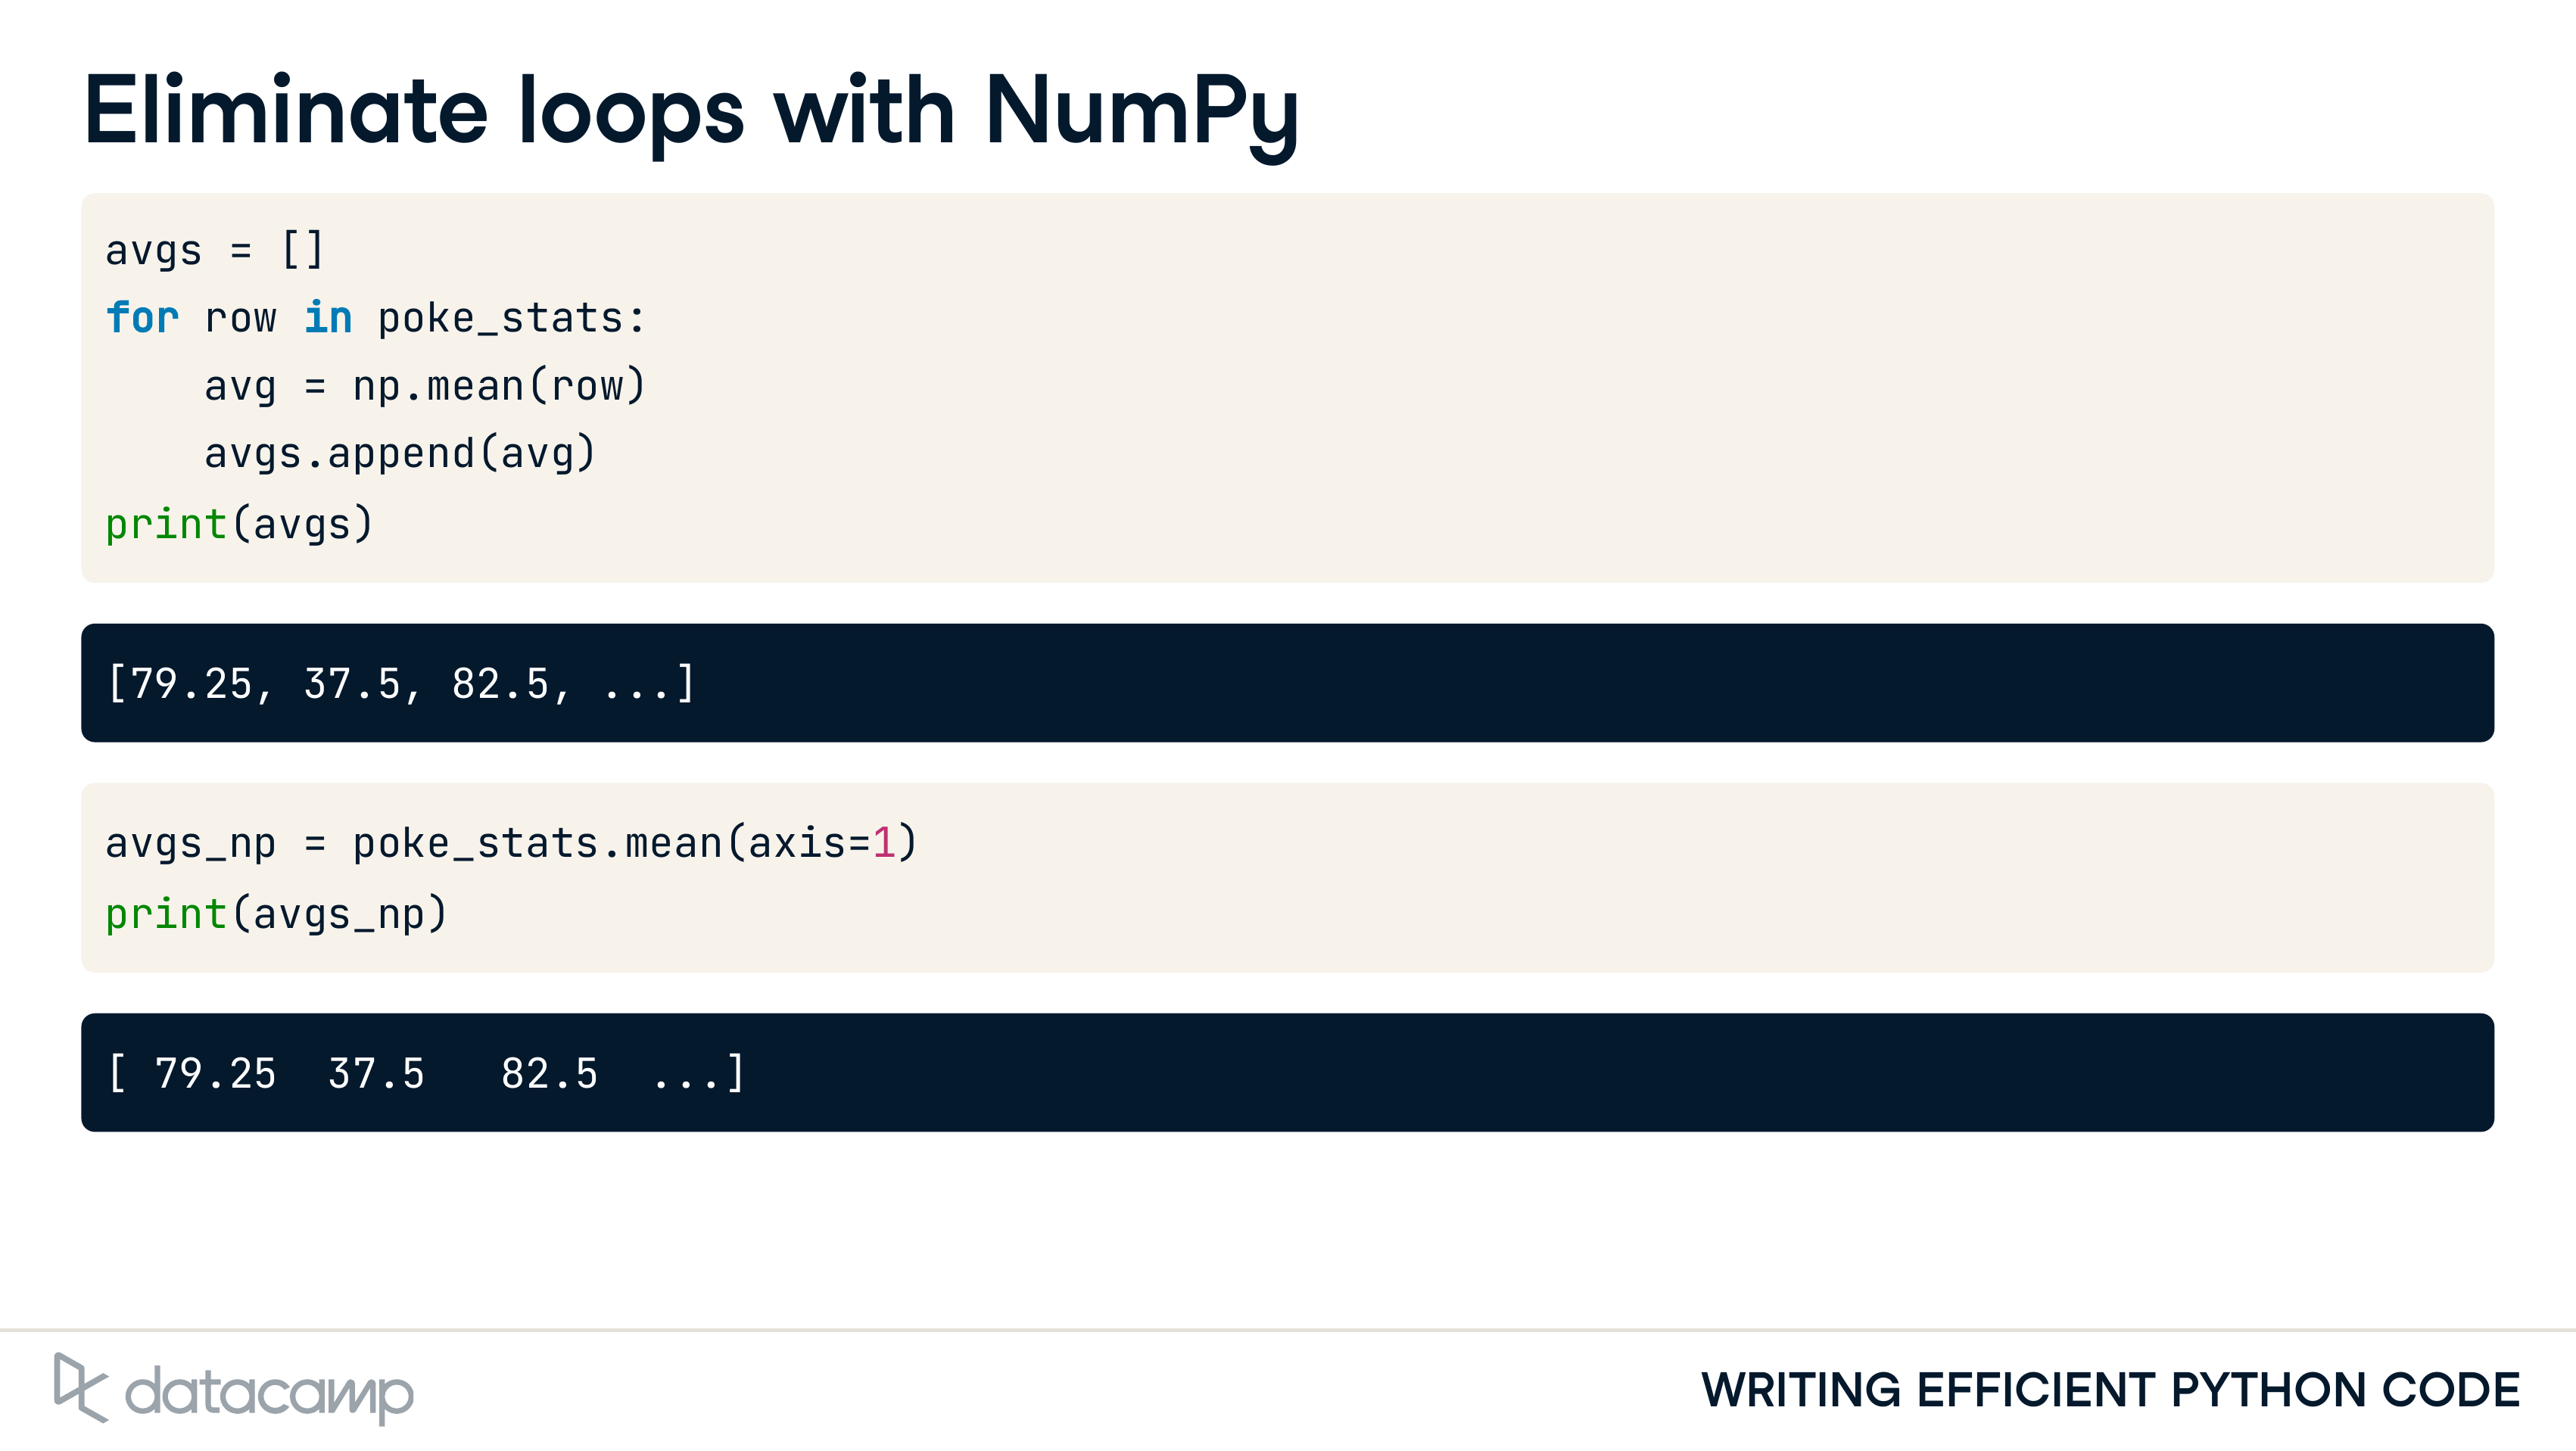 Eliminate loops with NumPy
avgs = []
for row in poke_stats:
    avg = np.mean(row)
    avgs.append(avg)
print(avgs)
[79.25, 37.5, 82.5, ...]
avgs_np = poke_stats.mean(axis=1)
print(avgs_np)
[ 79.25  37.5   82.5  ...]
datacamp
WRITING EFFICIENT PYTHON CODE